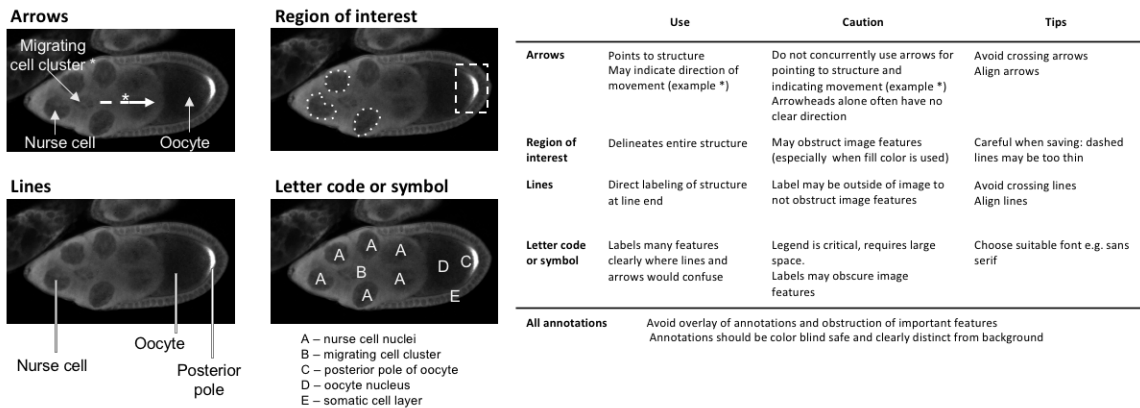 Arrows
Migrating
cell cluster *
*
Nurse cell
Oocyte
Region of interest
Lines
Nurse cell
Oocyte
Posterior
pole
Letter code or symbol
A
A
A
A
B
A
A
D
C
E
A – nurse cell nuclei
B – migrating cell cluster
C – posterior pole of oocyte
D – oocyte nucleus
E – somatic cell layer
Use
Caution
Tips
Arrows
Points to structure
May indicate direction of
movement (example *)
Do not concurrently use arrows for
pointing to structure and
indicating movement (example *)
Arrowheads alone often have no
clear direction
Avoid crossing arrows
Align arrows
Region of
interest
Delineates entire structure
May obstruct image features
(especially when fill color is used)
Careful when saving: dashed
lines may be too thin
Lines
Direct labeling of structure
at line end
Label may be outside of image to
not obstruct image features
Avoid crossing lines
Align lines
Letter code
or symbol
Labels many features
clearly where lines and
arrows would confuse
Legend is critical, requires large
space.
Labels may obscure image
features
Choose suitable font e.g. sans
serif
All annotations
Avoid overlay of annotations and obstruction of important features
Annotations should be color blind safe and clearly distinct from background